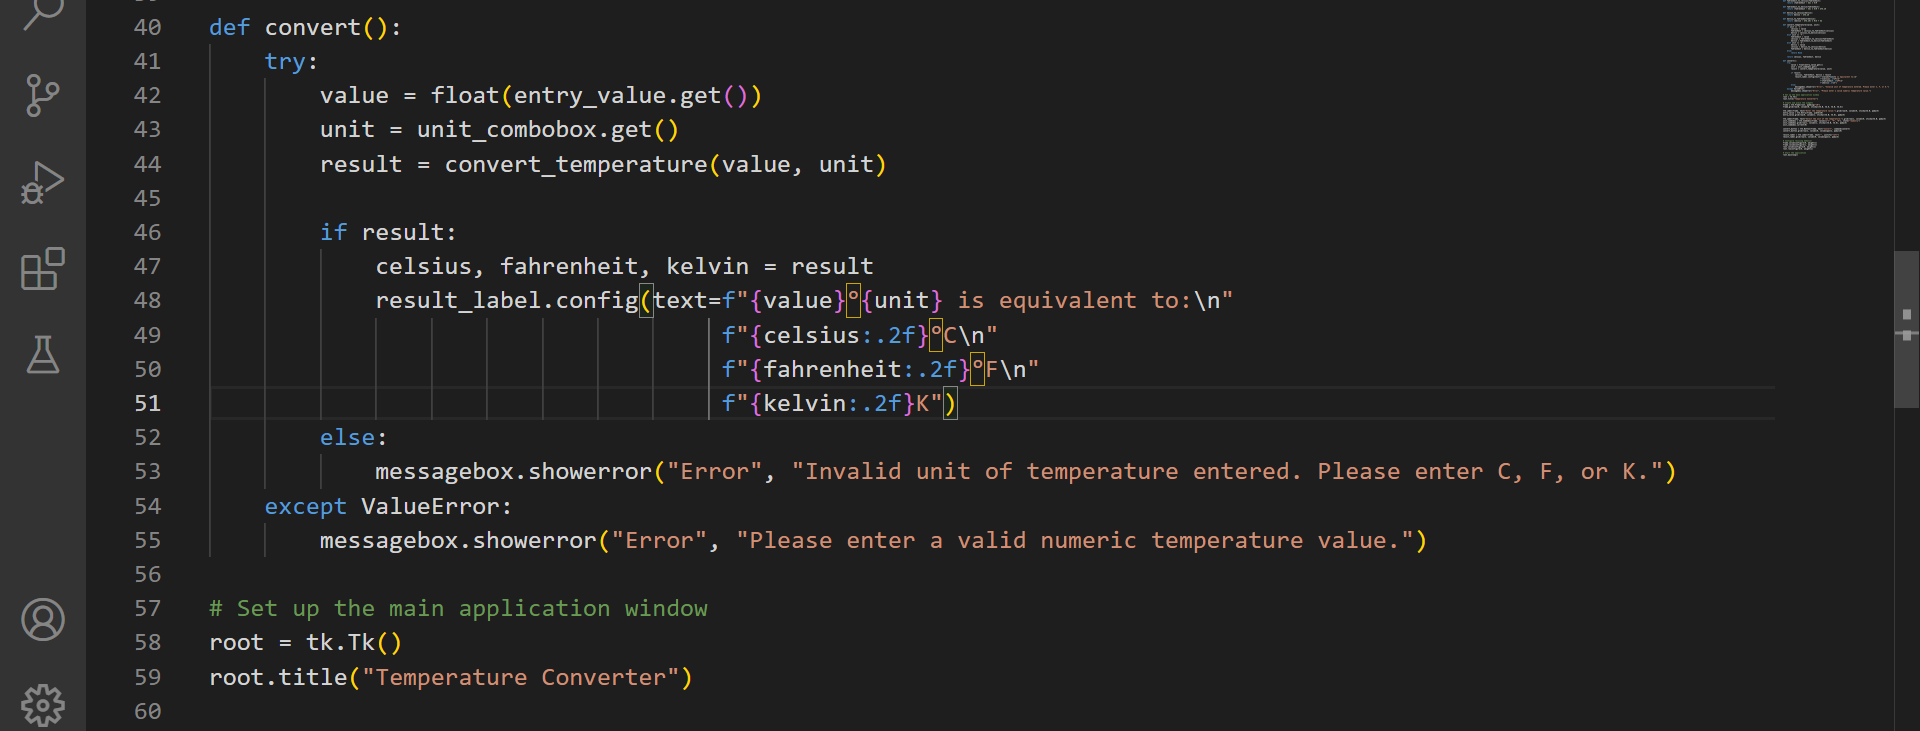 40 def convert():
41     try:
42         value = float(entry_value.get())
43         unit = unit_combobox.get()
44         result = convert_temperature(value, unit)
45
46         if result:
47             celsius, fahrenheit, kelvin = result
48             result_label.config(text=f"{value}°{unit} is equivalent to:\n"
49                                      f"{celsius:.2f}°C\n"
50                                      f"{fahrenheit:.2f}°F\n"
51                                      f"{kelvin:.2f}K")
52         else:
53             messagebox.showerror("Error", "Invalid unit of temperature entered. Please enter C, F, or K.")
54     except ValueError:
55         messagebox.showerror("Error", "Please enter a valid numeric temperature value.")
56
57 # Set up the main application window
58 root = tk.Tk()
59 root.title("Temperature Converter")
60